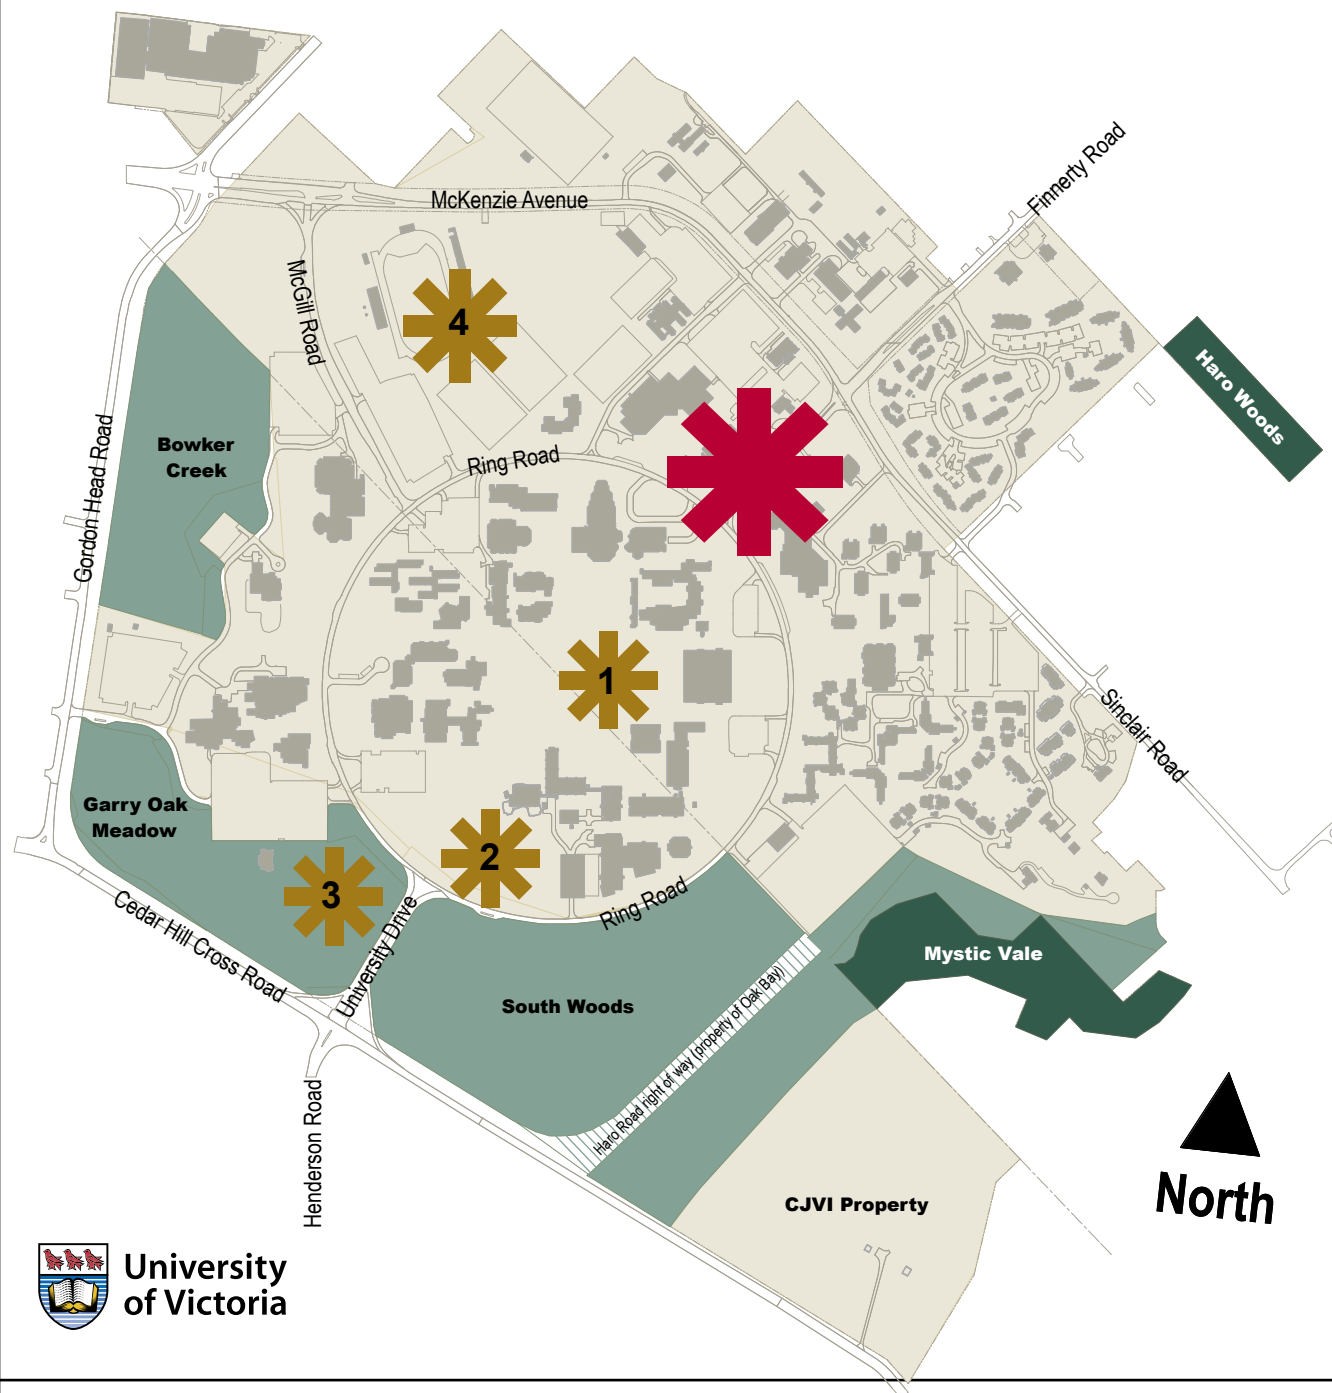 Finnerty Road
McKenzie Avenue
McGill Road
4
Haro Woods
Bowker
Creek
Gordon Head Road
Ring Road
1
Sinclair Road
Garry Oak
Meadow
2
3
Ring Road
Cedar Hill Cross Road
University Drive
Mystic Vale
South Woods
Haro Road right of way (property of Oak Bay)
Henderson Road
CJVI Property
North
University
of Victoria